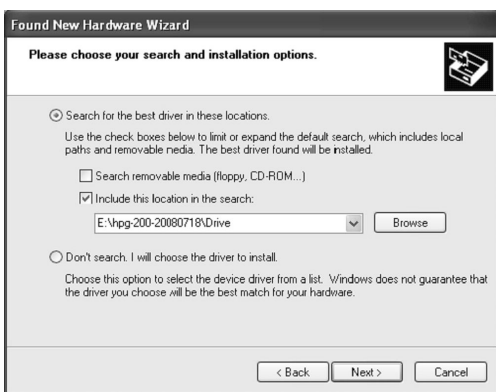 Found New Hardware Wizard
Please choose your search and installation options.
Search for the best driver in these locations.
Use the check boxes below to limit or expand the default search, which includes local
paths and removable media. The best driver found will be installed.
Search removable media (floppy, CD-ROM...)
Include this location in the search:
E:\hpg-200-20080718\Drive
Browse
Don't search. I will choose the driver to install.
Choose this option to select the device driver from a list. Windows does not guarantee that
the driver you choose will be the best match for your hardware.
< Back
Next >
Cancel